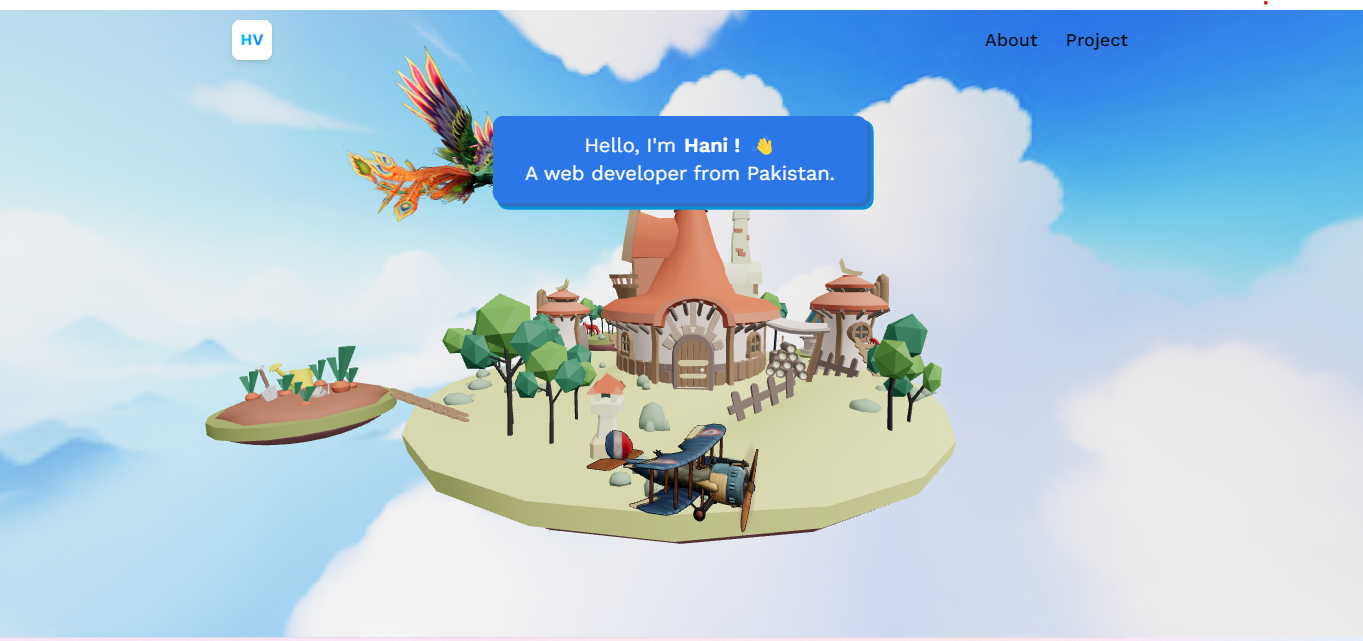 HV
About Project
Hello, I'm Hani ! 👋
A web developer from Pakistan.